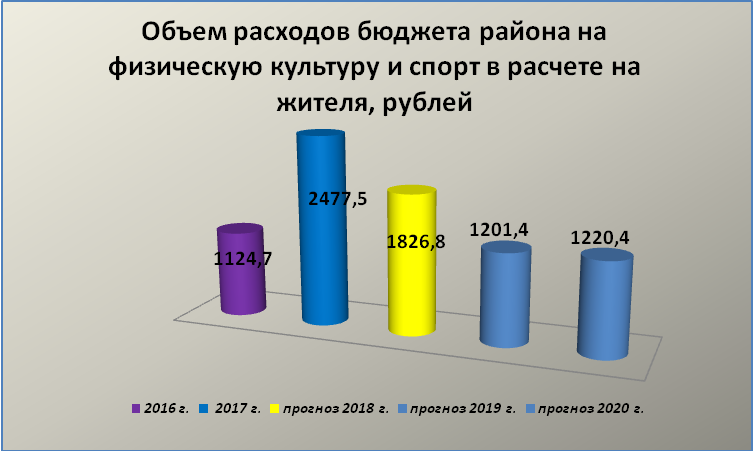 Объем расходов бюджета района на
физическую культуру и спорт в расчете на
жителя, рублей
1124,7
2477,5
1826,8
1201,4
1220,4
2016 г. 2017 г. прогноз 2018 г. прогноз 2019 г. прогноз 2020 г.